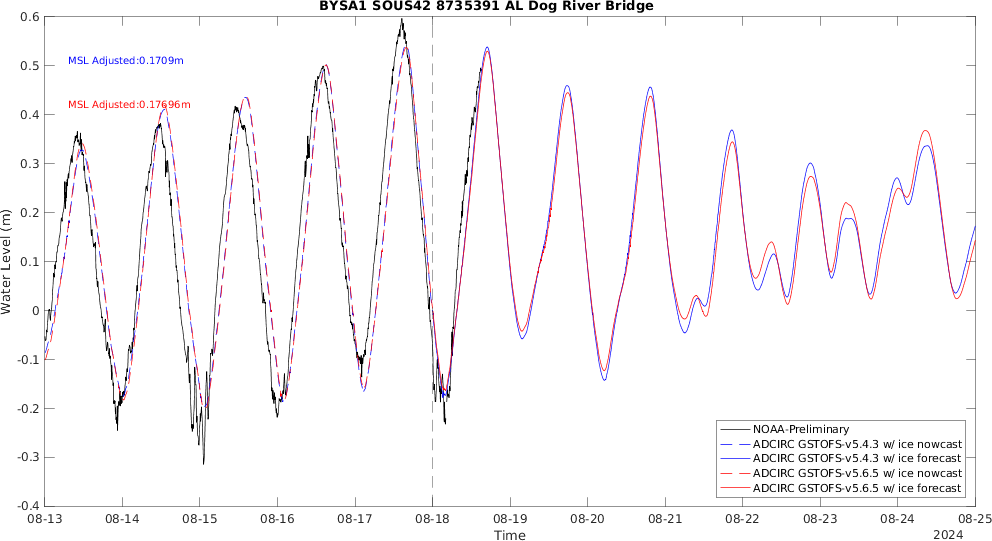 BYSA1 SOUS42 8735391 AL Dog River Bridge
0.6
0.5
0.4
0.3
0.2
0.1
0
-0.1
-0.2
-0.3
-0.4
Water Level (m)
MSL Adjusted:0.1709m
MSL Adjusted:0.17696m
NOAA-Preliminary
ADCIRC GSTOFS-v5.4.3 w/ ice nowcast
ADCIRC GSTOFS-v5.4.3 w/ ice forecast
ADCIRC GSTOFS-v5.6.5 w/ ice nowcast
ADCIRC GSTOFS-v5.6.5 w/ ice forecast
08-13 08-14 08-15 08-16 08-17 08-18 08-19 08-20 08-21 08-22 08-23 08-24 08-25
Time
2024